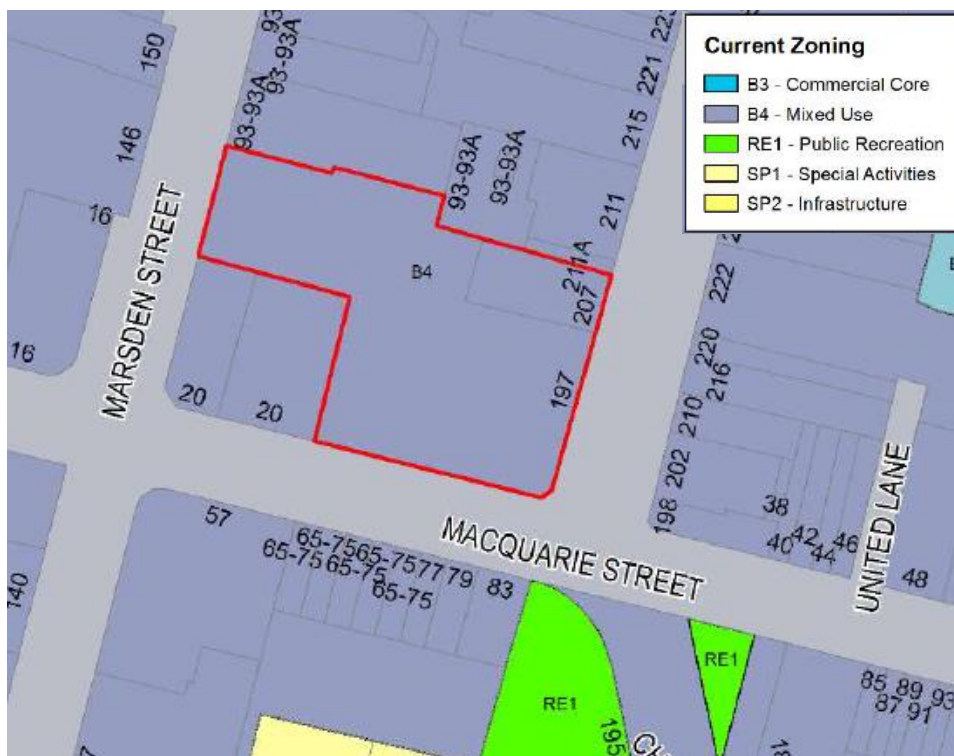 Current Zoning
B3 - Commercial Core
B4 - Mixed Use
RE1 - Public Recreation
SP1 - Special Activities
SP2 - Infrastructure
150
93-93A
93-93A
221
215
146
93-93A
93-93A
211
16
MARSDEN STREET
B4
211A
207
222
220
216
16
197
210
20
20
202
198
38
40
42
44
46
48
UNITED LANE
57
MACQUARIE STREET
65-75
65-75
65-75
65-75
65-75
77
79
83
140
RE1
RE1
195
85
89
93
87
91